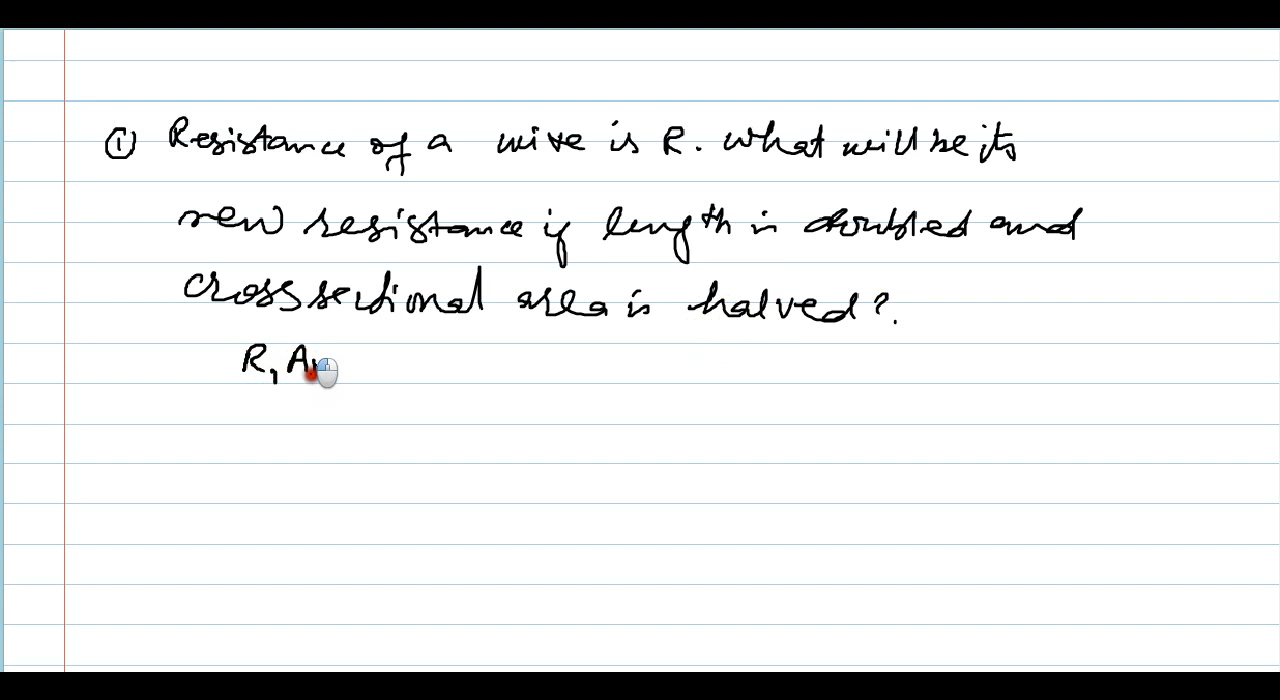 ① Resistance of a wire is R. what will be its
new resistance if length is doubled and
cross sectional area is halved?.
R, A